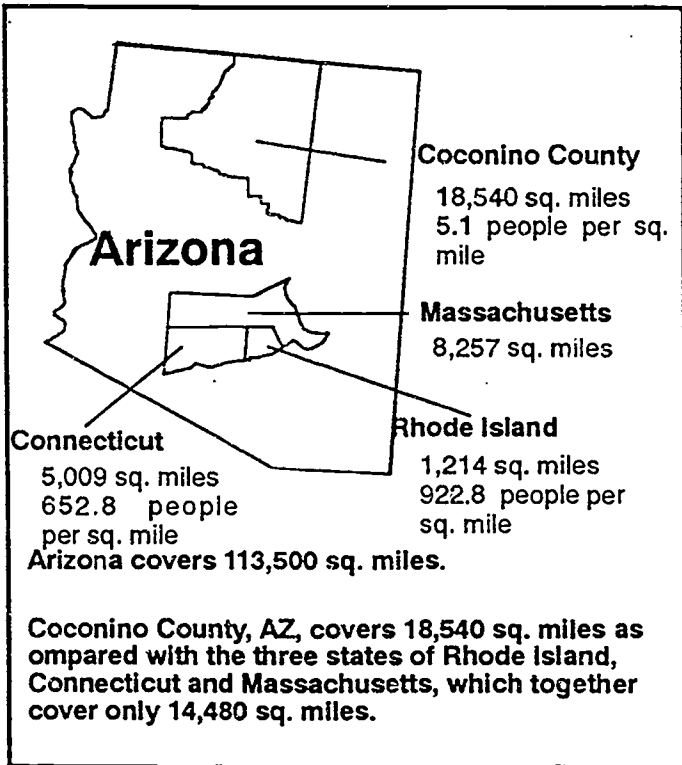 Coconino County
18,540 sq. miles
5.1 people per sq.
mile
Arizona
Massachusetts
8,257 sq. miles
Connecticut
5,009 sq. miles
652.8 people
per sq. mile
Rhode Island
1,214 sq. miles
922.8 people per
sq. mile
Arizona covers 113,500 sq. miles.
Coconino County, AZ, covers 18,540 sq. miles as
ompared with the three states of Rhode Island,
Connecticut and Massachusetts, which together
cover only 14,480 sq. miles.